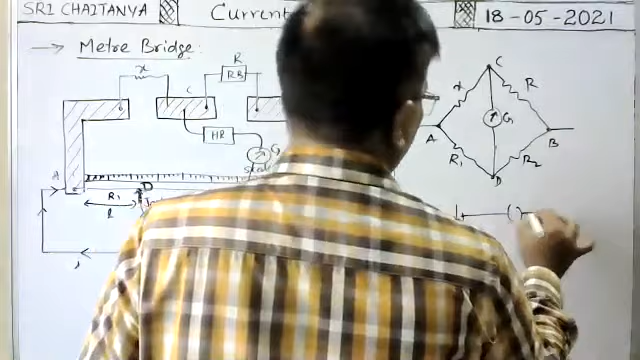 SRI CHAITANYA
Current
18-05-2021
→ Metre Bridge:
x
R
RB
C
HR
G
A
D
R₁
l
C
x
R
G
A
B
R₁
R₂
D